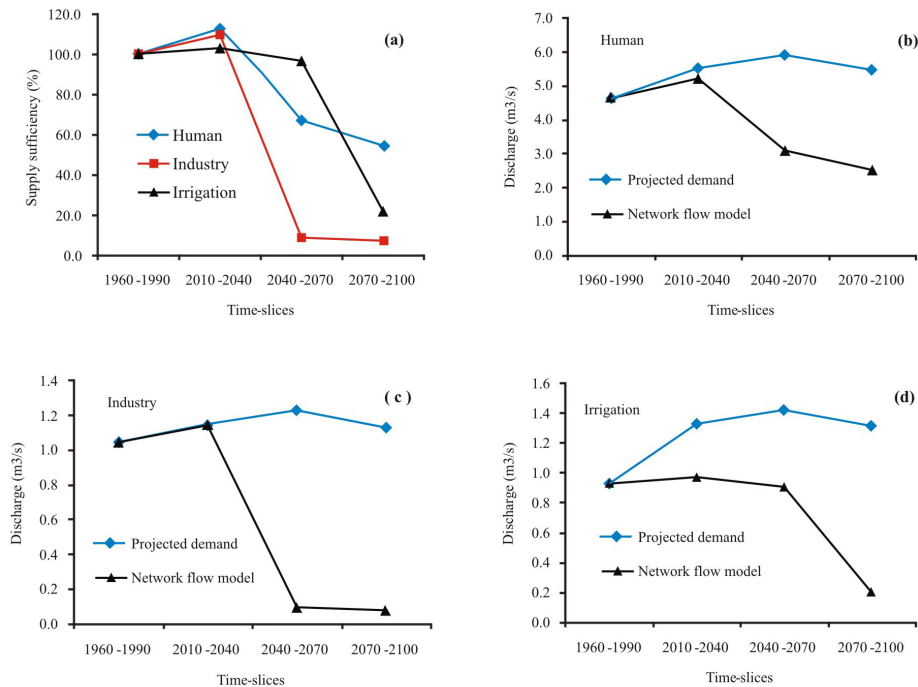 120.0
100.0
80.0
60.0
40.0
20.0
0.0
Supply sufficiency (%)
(a)
Human
Industry
Irrigation
1960 -1990 2010 -2040 2040 -2070 2070 -2100
Time-slices
7.0
6.0
5.0
4.0
3.0
2.0
1.0
0.0
Discharge (m3/s)
Human
(b)
Projected demand
Network flow model
1960 -1990 2010 -2040 2040 -2070 2070 -2100
Time-slices
1.4
1.2
1.0
0.8
0.6
0.4
0.2
0.0
Discharge (m3/s)
Industry
( c )
Projected demand
Network flow model
1960 -1990 2010 -2040 2040 -2070 2070 -2100
Time-slices
1.6
1.4
1.2
1.0
0.8
0.6
0.4
0.2
0.0
Discharge (m3/s)
Irrigation
(d)
Projected demand
Network flow model
1960 -1990 2010 -2040 2040 -2070 2070 -2100
Time-slices